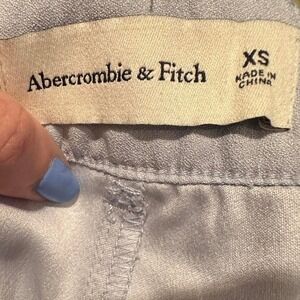 Abercrombie & Fitch
XS
MADE IN
CHINA